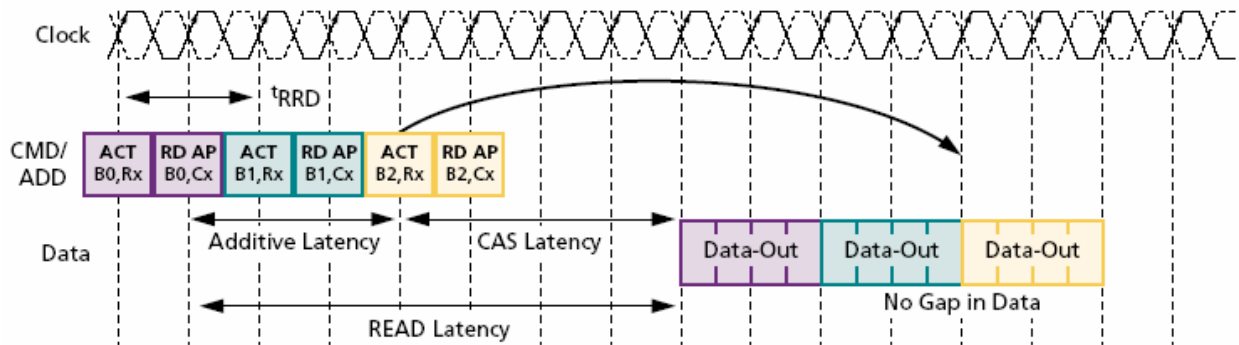 Clock
tRRD
CMD/
ADD
ACT
B0,Rx
RD AP
B0,Cx
ACT
B1,Rx
RD AP
B1,Cx
ACT
B2,Rx
RD AP
B2,Cx
Additive Latency
CAS Latency
Data
Data-Out
Data-Out
Data-Out
No Gap in Data
READ Latency